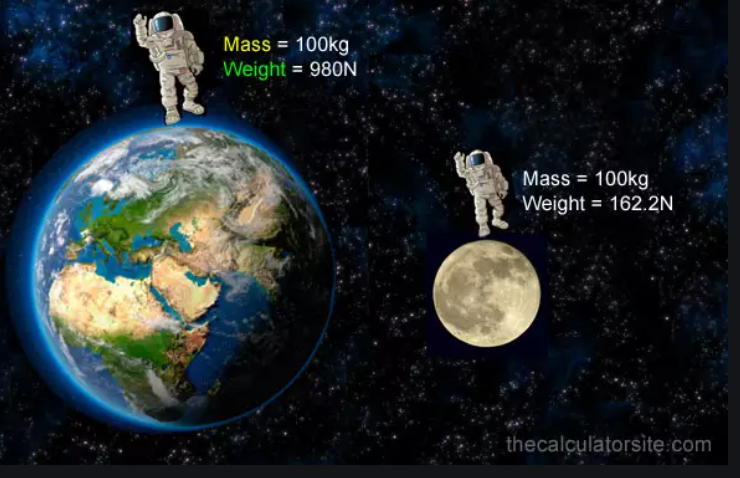 Mass = 100kg
Weight = 980N
Mass = 100kg
Weight = 162.2N
thecalculatorsite.com